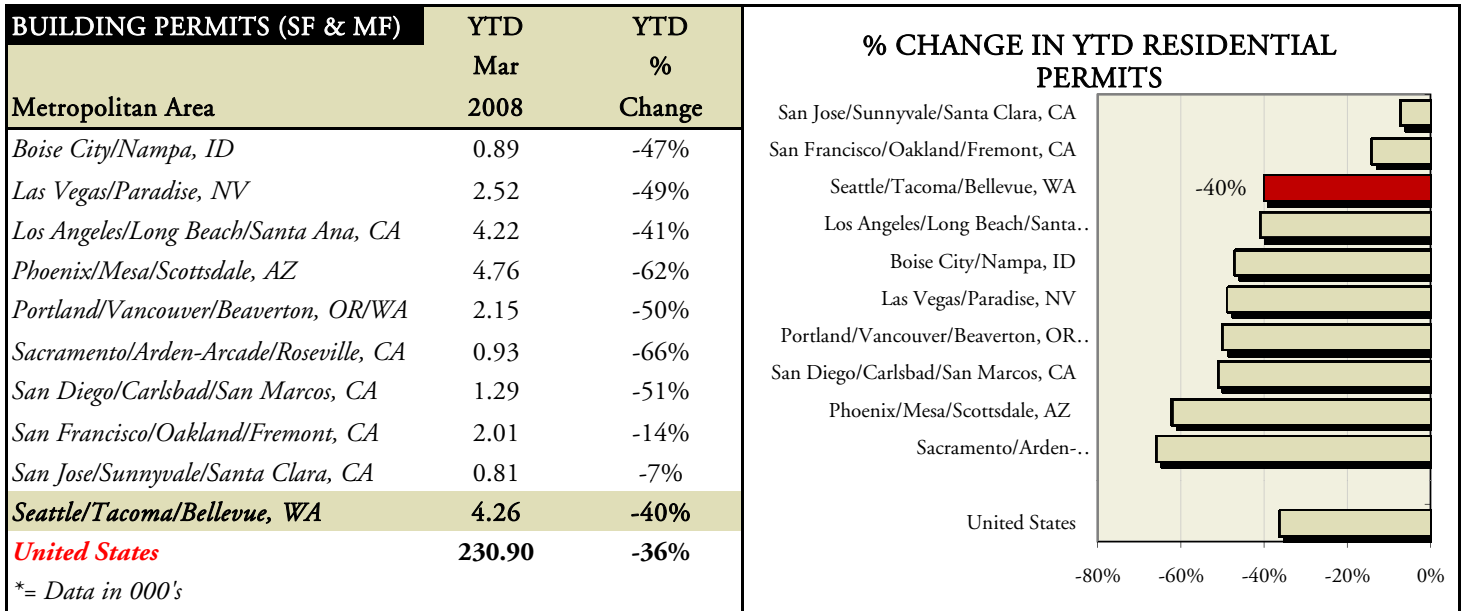 BUILDING PERMITS (SF & MF) YTD YTD
Mar %
Metropolitan Area 2008 Change
Boise City/Nampa, ID 0.89 -47%
Las Vegas/Paradise, NV 2.52 -49%
Los Angeles/Long Beach/Santa Ana, CA 4.22 -41%
Phoenix/Mesa/Scottsdale, AZ 4.76 -62%
Portland/Vancouver/Beaverton, OR/WA 2.15 -50%
Sacramento/Arden-Arcade/Roseville, CA 0.93 -66%
San Diego/Carlsbad/San Marcos, CA 1.29 -51%
San Francisco/Oakland/Fremont, CA 2.01 -14%
San Jose/Sunnyvale/Santa Clara, CA 0.81 -7%
Seattle/Tacoma/Bellevue, WA 4.26 -40%
United States 230.90 -36%
*= Data in 000's
% CHANGE IN YTD RESIDENTIAL
PERMITS
San Jose/Sunnyvale/Santa Clara, CA
San Francisco/Oakland/Fremont, CA
Seattle/Tacoma/Bellevue, WA -40%
Los Angeles/Long Beach/Santa..
Boise City/Nampa, ID
Las Vegas/Paradise, NV
Portland/Vancouver/Beaverton, OR..
San Diego/Carlsbad/San Marcos, CA
Phoenix/Mesa/Scottsdale, AZ
Sacramento/Arden-..
United States
-80% -60% -40% -20% 0%